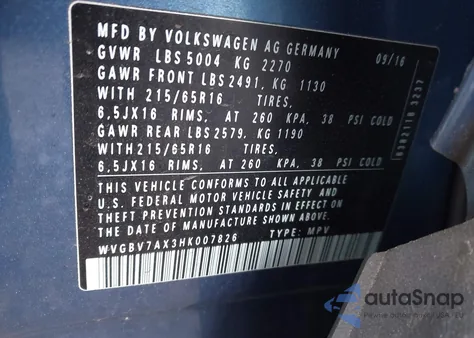 MFD BY VOLKSWAGEN AG GERMANY
09/16
GVWR LBS 5004 KG 2270
GAWR FRONT LBS 2491, KG 1130
WITH 215/65R16 TIRES,
6,5JX16 RIMS, AT 260 KPA, 38 PSI COLD
GAWR REAR LBS 2579, KG 1190
WITH 215/65R16 TIRES,
6,5JX16 RIMS, AT 260 KPA, 38 PSI COLD
THIS VEHICLE CONFORMS TO ALL APPLICABLE
U.S. FEDERAL MOTOR VEHICLE SAFETY AND
THEFT PREVENTION STANDARDS IN EFFECT ON
THE DATE OF MANUFACTURE SHOWN ABOVE.
WVGBV7AX3HK007826 TYPE: MPV
autoSnap